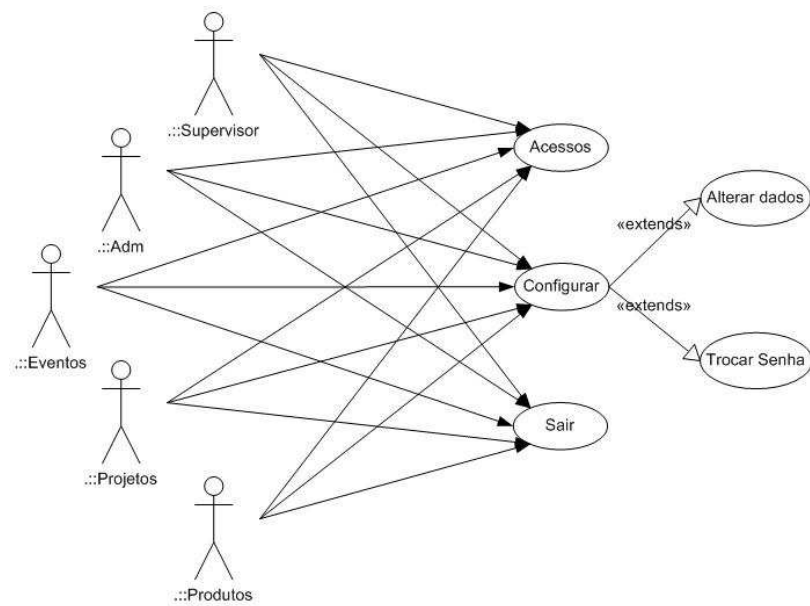 .::Supervisor
Acessos
.::Adm
Alterar dados
«extends»
.::Eventos
Configurar
«extends»
Trocar Senha
.::Projetos
Sair
.::Produtos